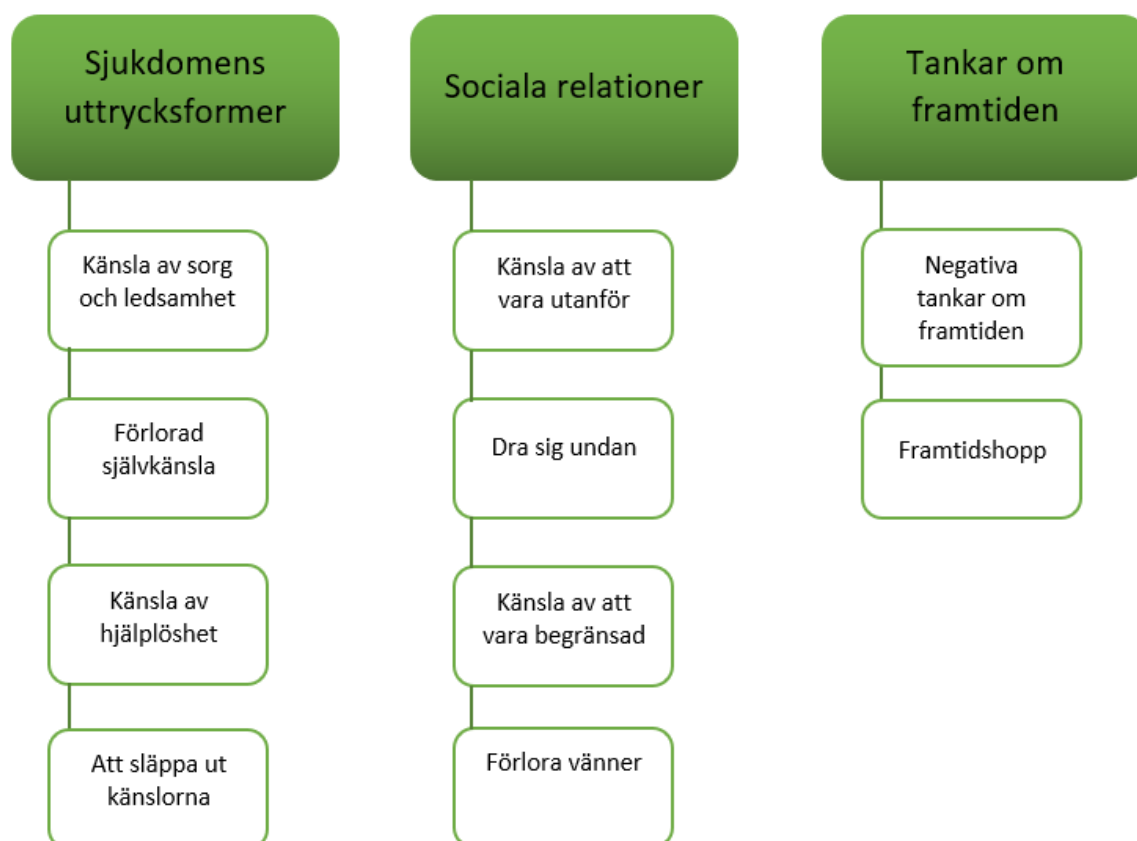 Sjukdomens
uttrycksformer
Känsla av sorg
och ledsamhet
Förlorad
självkänsla
Känsla av
hjälplöshet
Att släppa ut
känslorna
Sociala relationer
Känsla av att
vara utanför
Dra sig undan
Känsla av att
vara begränsad
Förlora vänner
Tankar om
framtiden
Negativa
tankar om
framtiden
Framtidshopp